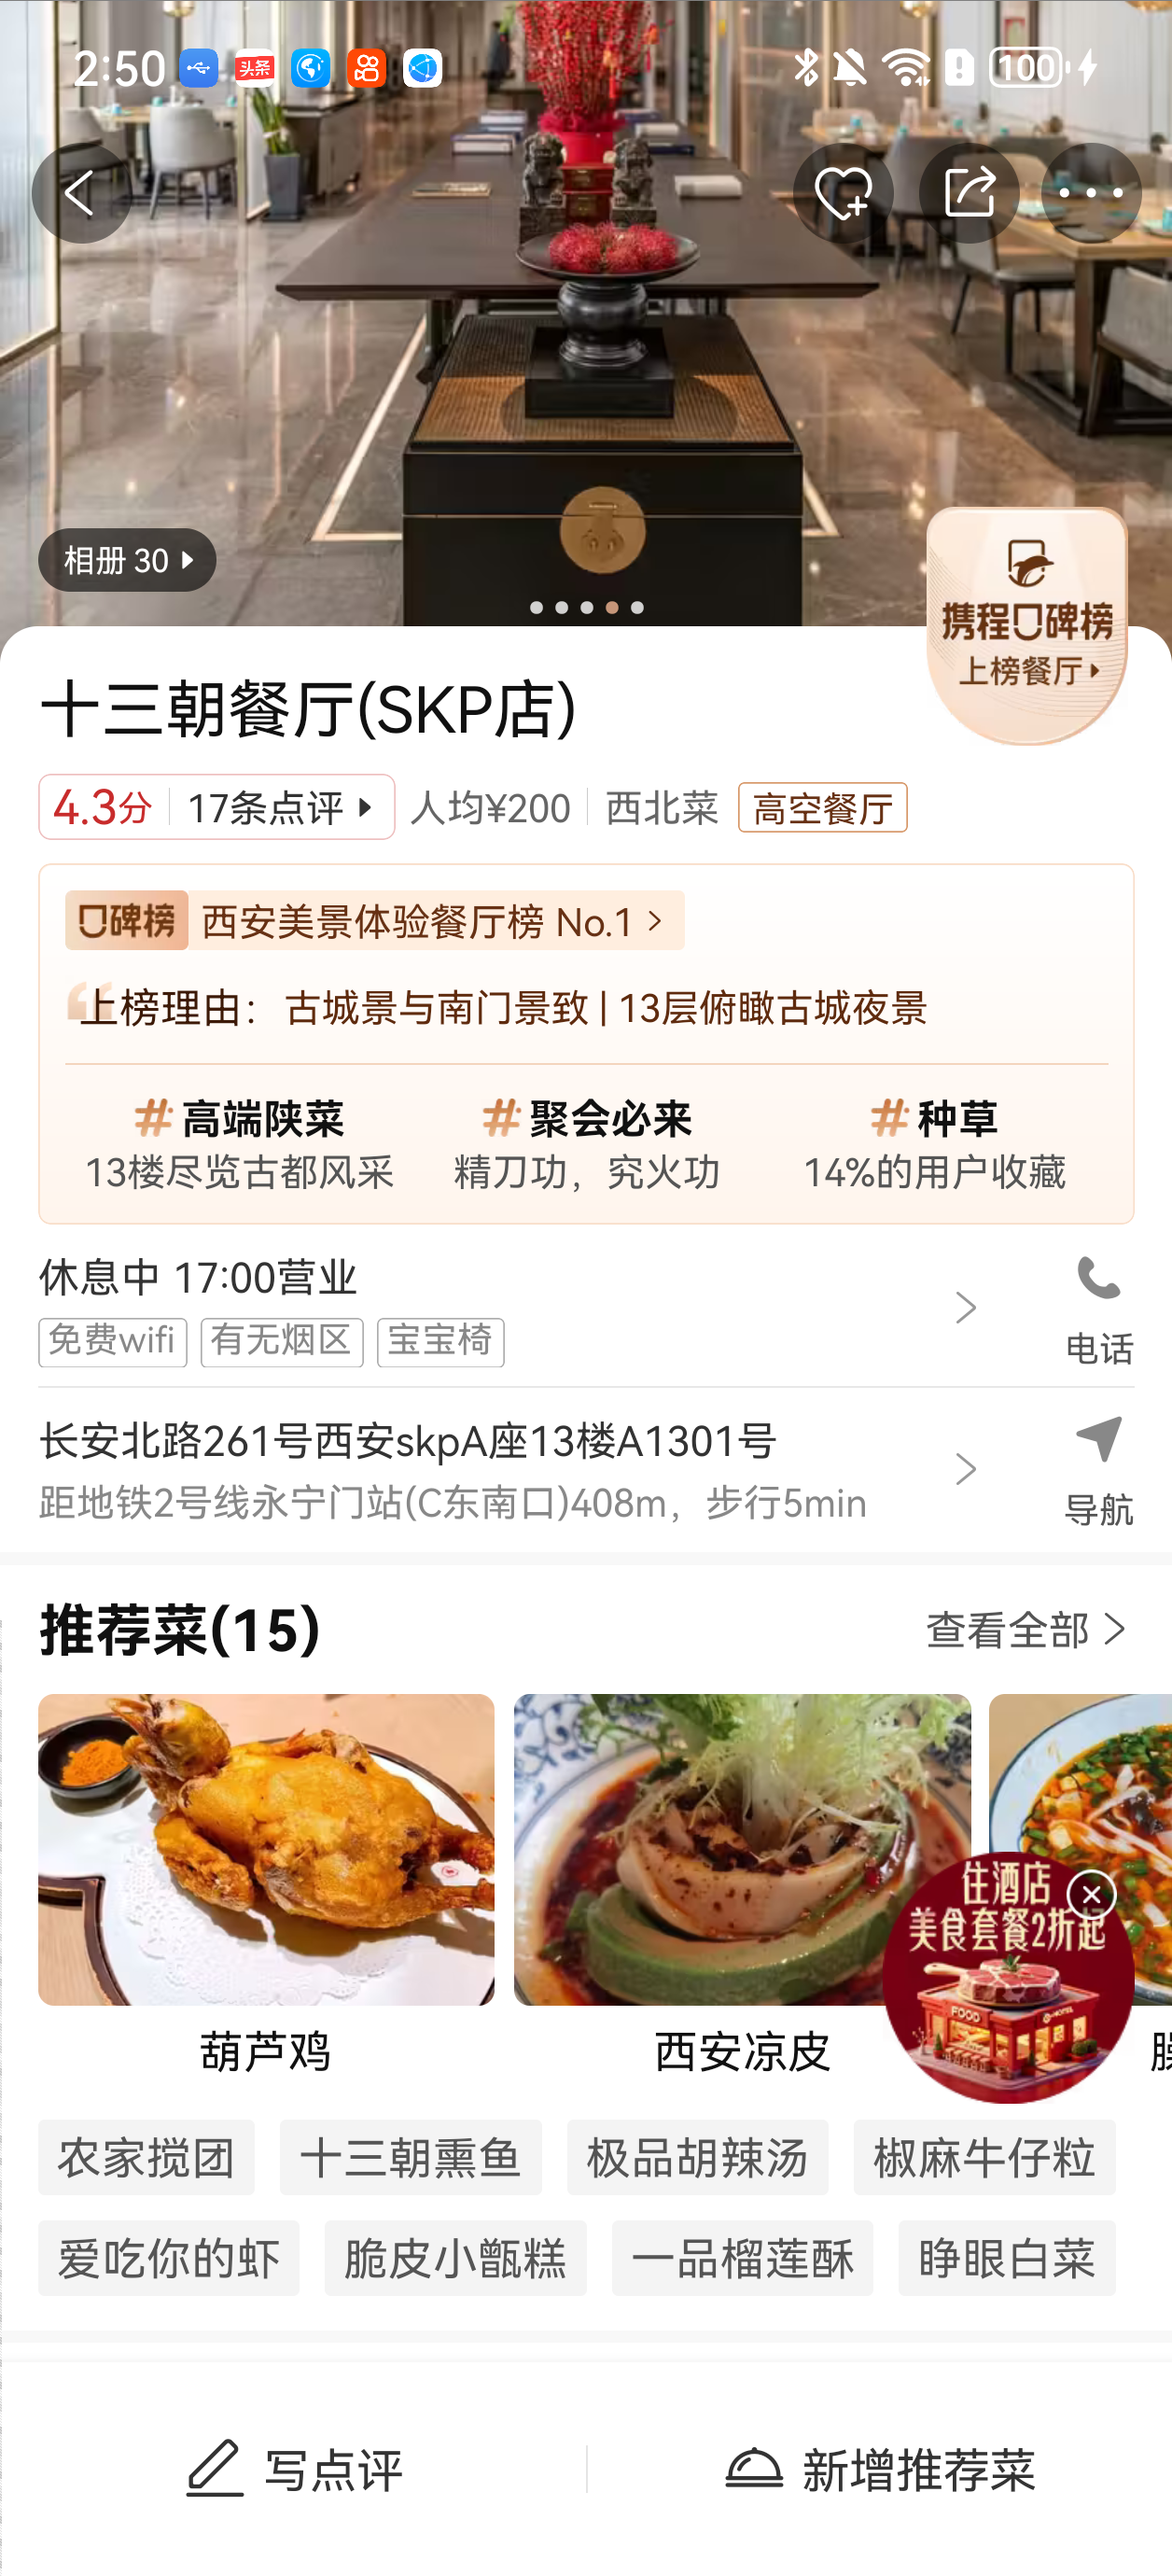 2:50
头条
100
相册 30
携程口碑榜
上榜餐厅
十三朝餐厅(SKP店)
4.3分 17条点评 人均¥200 西北菜 高空餐厅
口碑榜 西安美景体验餐厅榜 No.1
上榜理由: 古城景与南门景致 | 13层俯瞰古城夜景
#高端陕菜 #聚会必来 #种草
13楼尽览古都风采 精刀功，究火功 14%的用户收藏
休息中 17:00营业
免费wifi 有无烟区 宝宝椅
电话
长安北路261号西安skpA座13楼A1301号
距地铁2号线永宁门站(C东南口)408m，步行5min
导航
推荐菜(15) 查看全部
住酒店
美食套餐2折起
FOOD
HOTEL
葫芦鸡 西安凉皮
农家搅团 十三朝熏鱼 极品胡辣汤 椒麻牛仔粒
爱吃你的虾 脆皮小甑糕 一品榴莲酥 睁眼白菜
写点评 新增推荐菜